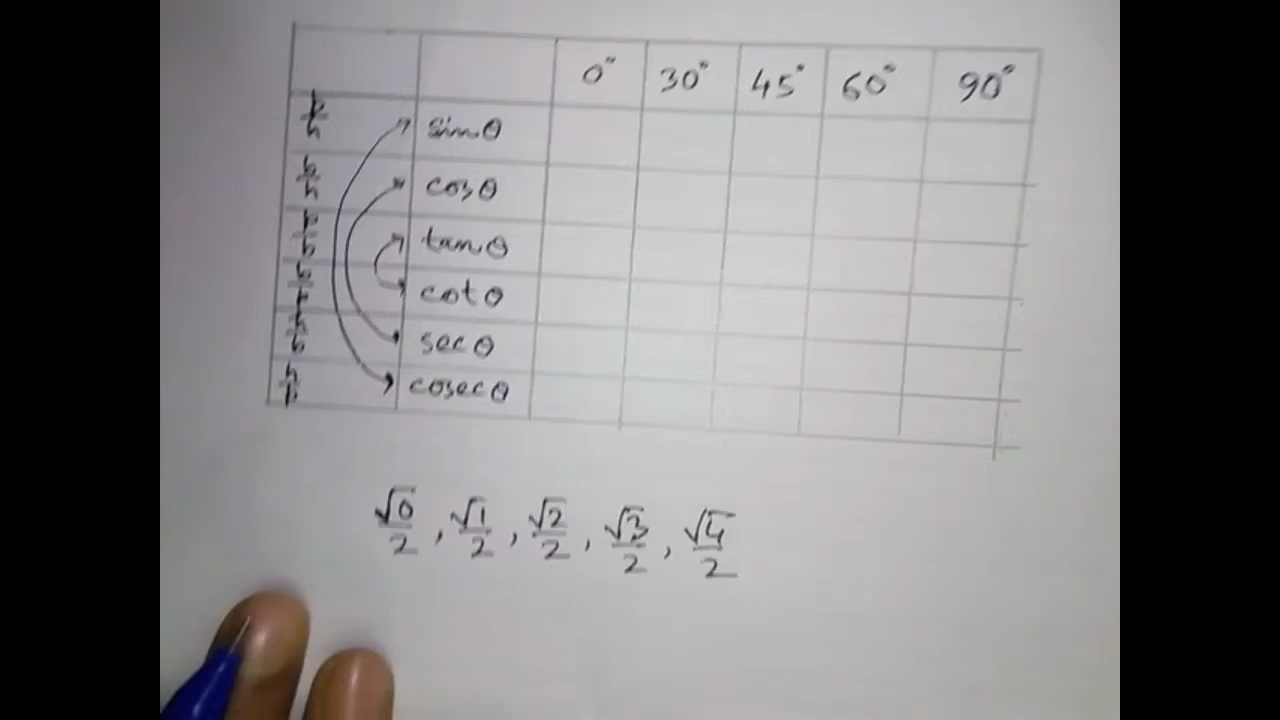 0° 30° 45° 60° 90°
sinθ
cosθ
tanθ
cotθ
secθ
cosecθ
√0/2 , √1/2 , √2/2 , √3/2 , √4/2